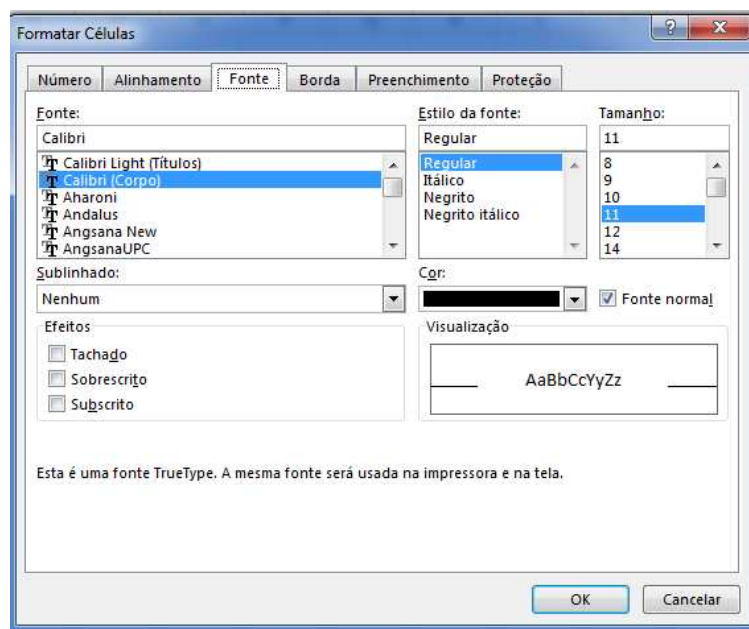 Formatar Células
Número Alinhamento Fonte Borda Preenchimento Proteção
Fonte: Estilo da fonte: Tamanho:
Calibri Regular 11
Calibri Light (Títulos) Regular 8
Calibri (Corpo) Itálico 9
Aharoni Negrito 10
Andalus Negrito itálico 11
Angsana New 12
AngsanaUPC 14
Sublinhado: Cor:
Nenhum Fonte normal
Efeitos Visualização
Tachado
Sobrescrito AaBbCcYyZz
Subscrito
Esta é uma fonte TrueType. A mesma fonte será usada na impressora e na tela.
OK Cancelar